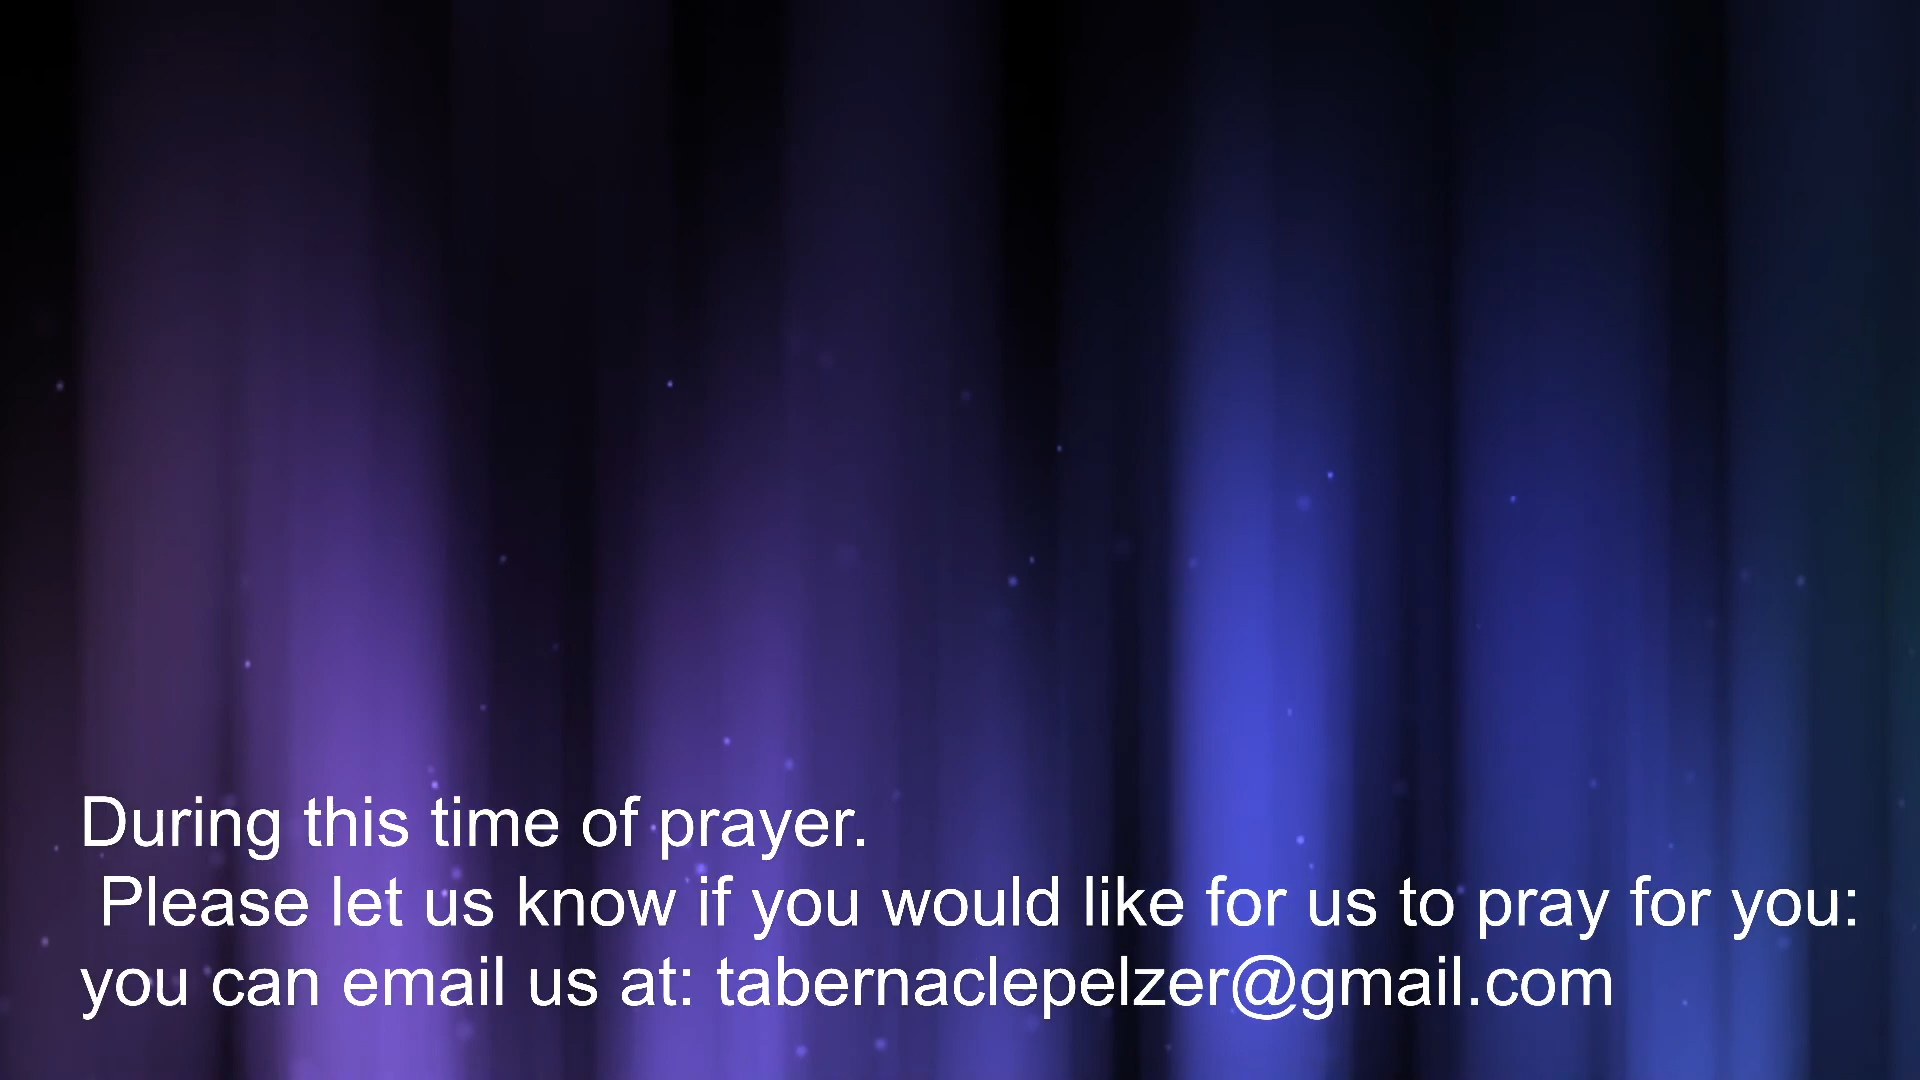 During this time of prayer.
Please let us know if you would like for us to pray for you:
you can email us at: tabernaclepelzer@gmail.com